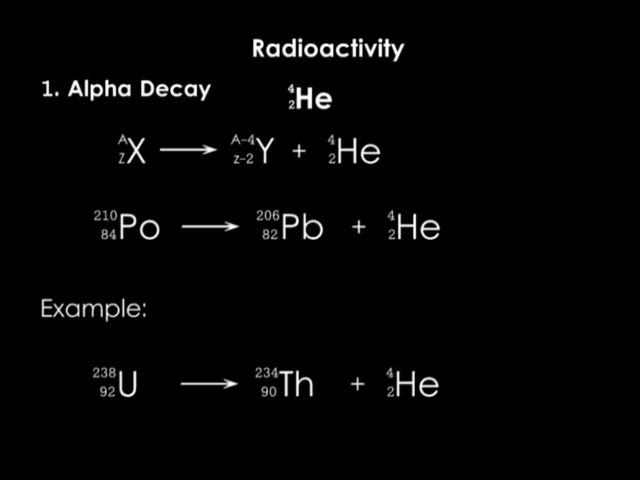 Radioactivity
1. Alpha Decay ⁴₂He
ᴬ_ZX ⟶ ᴬ⁻⁴_z₋₂Y + ⁴₂He
²¹⁰₈₄Po ⟶ ²⁰⁶₈₂Pb + ⁴₂He
Example:
²³⁸₉₂U ⟶ ²³⁴₉₀Th + ⁴₂He